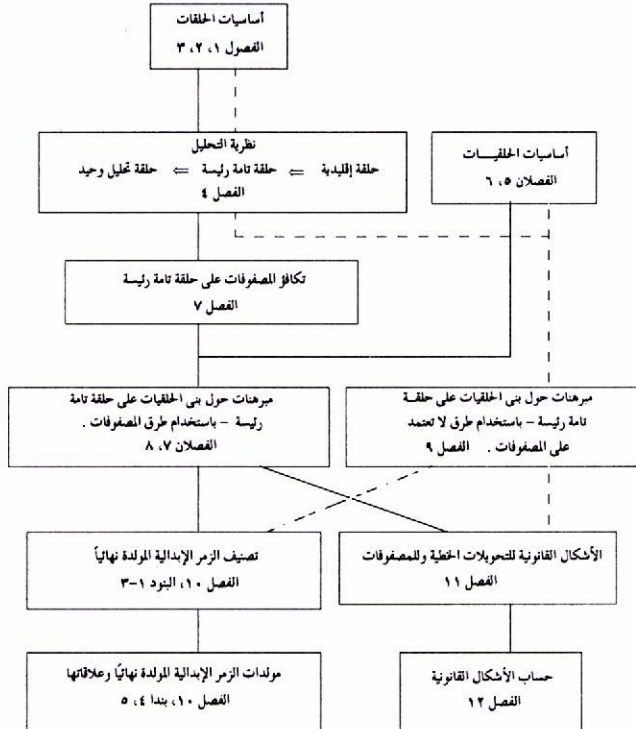 أساسيات الحلقات
الفصول ١، ٢، ٣
نظرية التحليل
حلقة إقليدية ⇐ حلقة تامة رئيسة ⇐ حلقة تحليل وحيد
الفصل ٤
أساسيات الحلقيـــات
الفصلان ٥، ٦
تكافؤ المصفوفات على حلقة تامة رئيسة
الفصل ٧
مبرهنات حول بنى الحلقيات على حلقة تامة
رئيسة – باستخدام طرق المصفوفات .
الفصلان ٧، ٨
مبرهنات حول بنى الحلقيات على حلقـة
تامة رئيسة – باستخدام طرق لا تعتمد
على المصفوفات . الفصل ٩
تصنيف الزمر الإبدالية المولدة نهائياً
الفصل ١٠، البنود ١-٣
الأشكال القانونية للتحويلات الخطية وللمصفوفات
الفصل ١١
مولدات الزمر الإبدالية المولدة نهائيًا وعلاقاتها
الفصل ١٠، بندا ٤، ٥
حساب الأشكال القانونية
الفصل ١٢